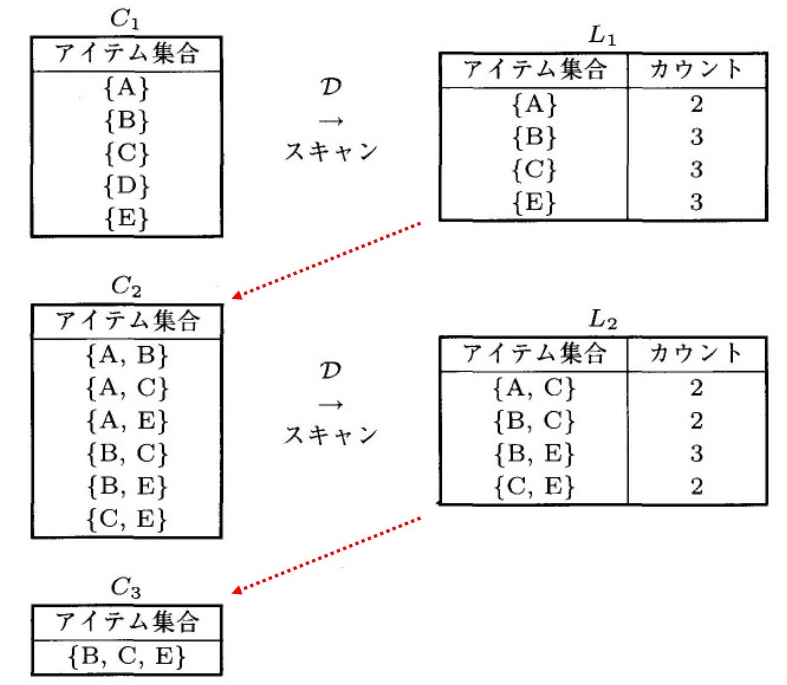 C₁
アイテム集合
{A}
{B}
{C}
{D}
{E}
𝒟
→
スキャン
L₁
アイテム集合 カウント
{A} 2
{B} 3
{C} 3
{E} 3
C₂
アイテム集合
{A, B}
{A, C}
{A, E}
{B, C}
{B, E}
{C, E}
𝒟
→
スキャン
L₂
アイテム集合 カウント
{A, C} 2
{B, C} 2
{B, E} 3
{C, E} 2
C₃
アイテム集合
{B, C, E}